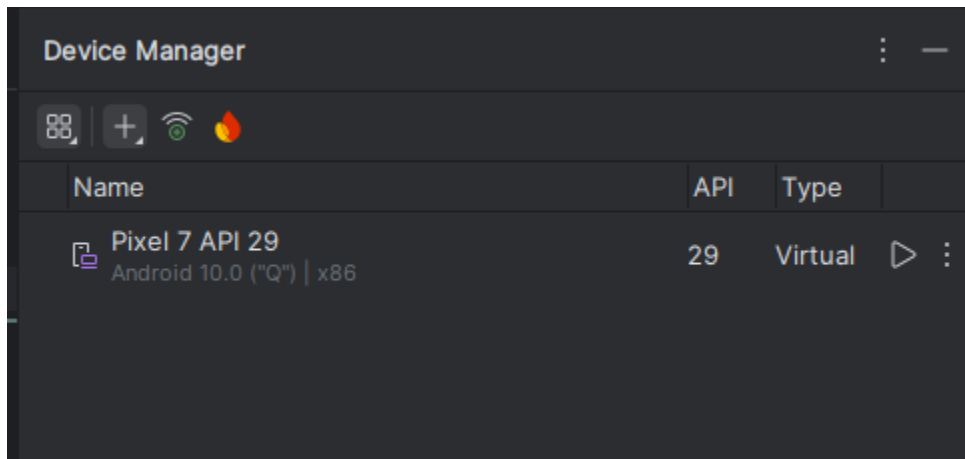 Device Manager
Name API Type
Pixel 7 API 29 29 Virtual
Android 10.0 ("Q") | x86